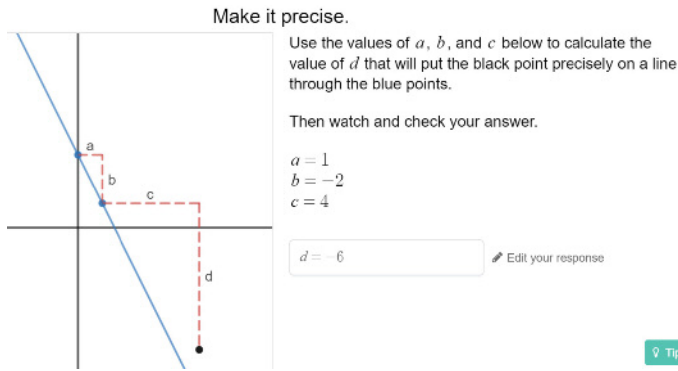 Make it precise.
Use the values of a, b, and c below to calculate the
value of d that will put the black point precisely on a line
through the blue points.
Then watch and check your answer.
a = 1
b = −2
c = 4
d = −6
Edit your response
a
b
c
d